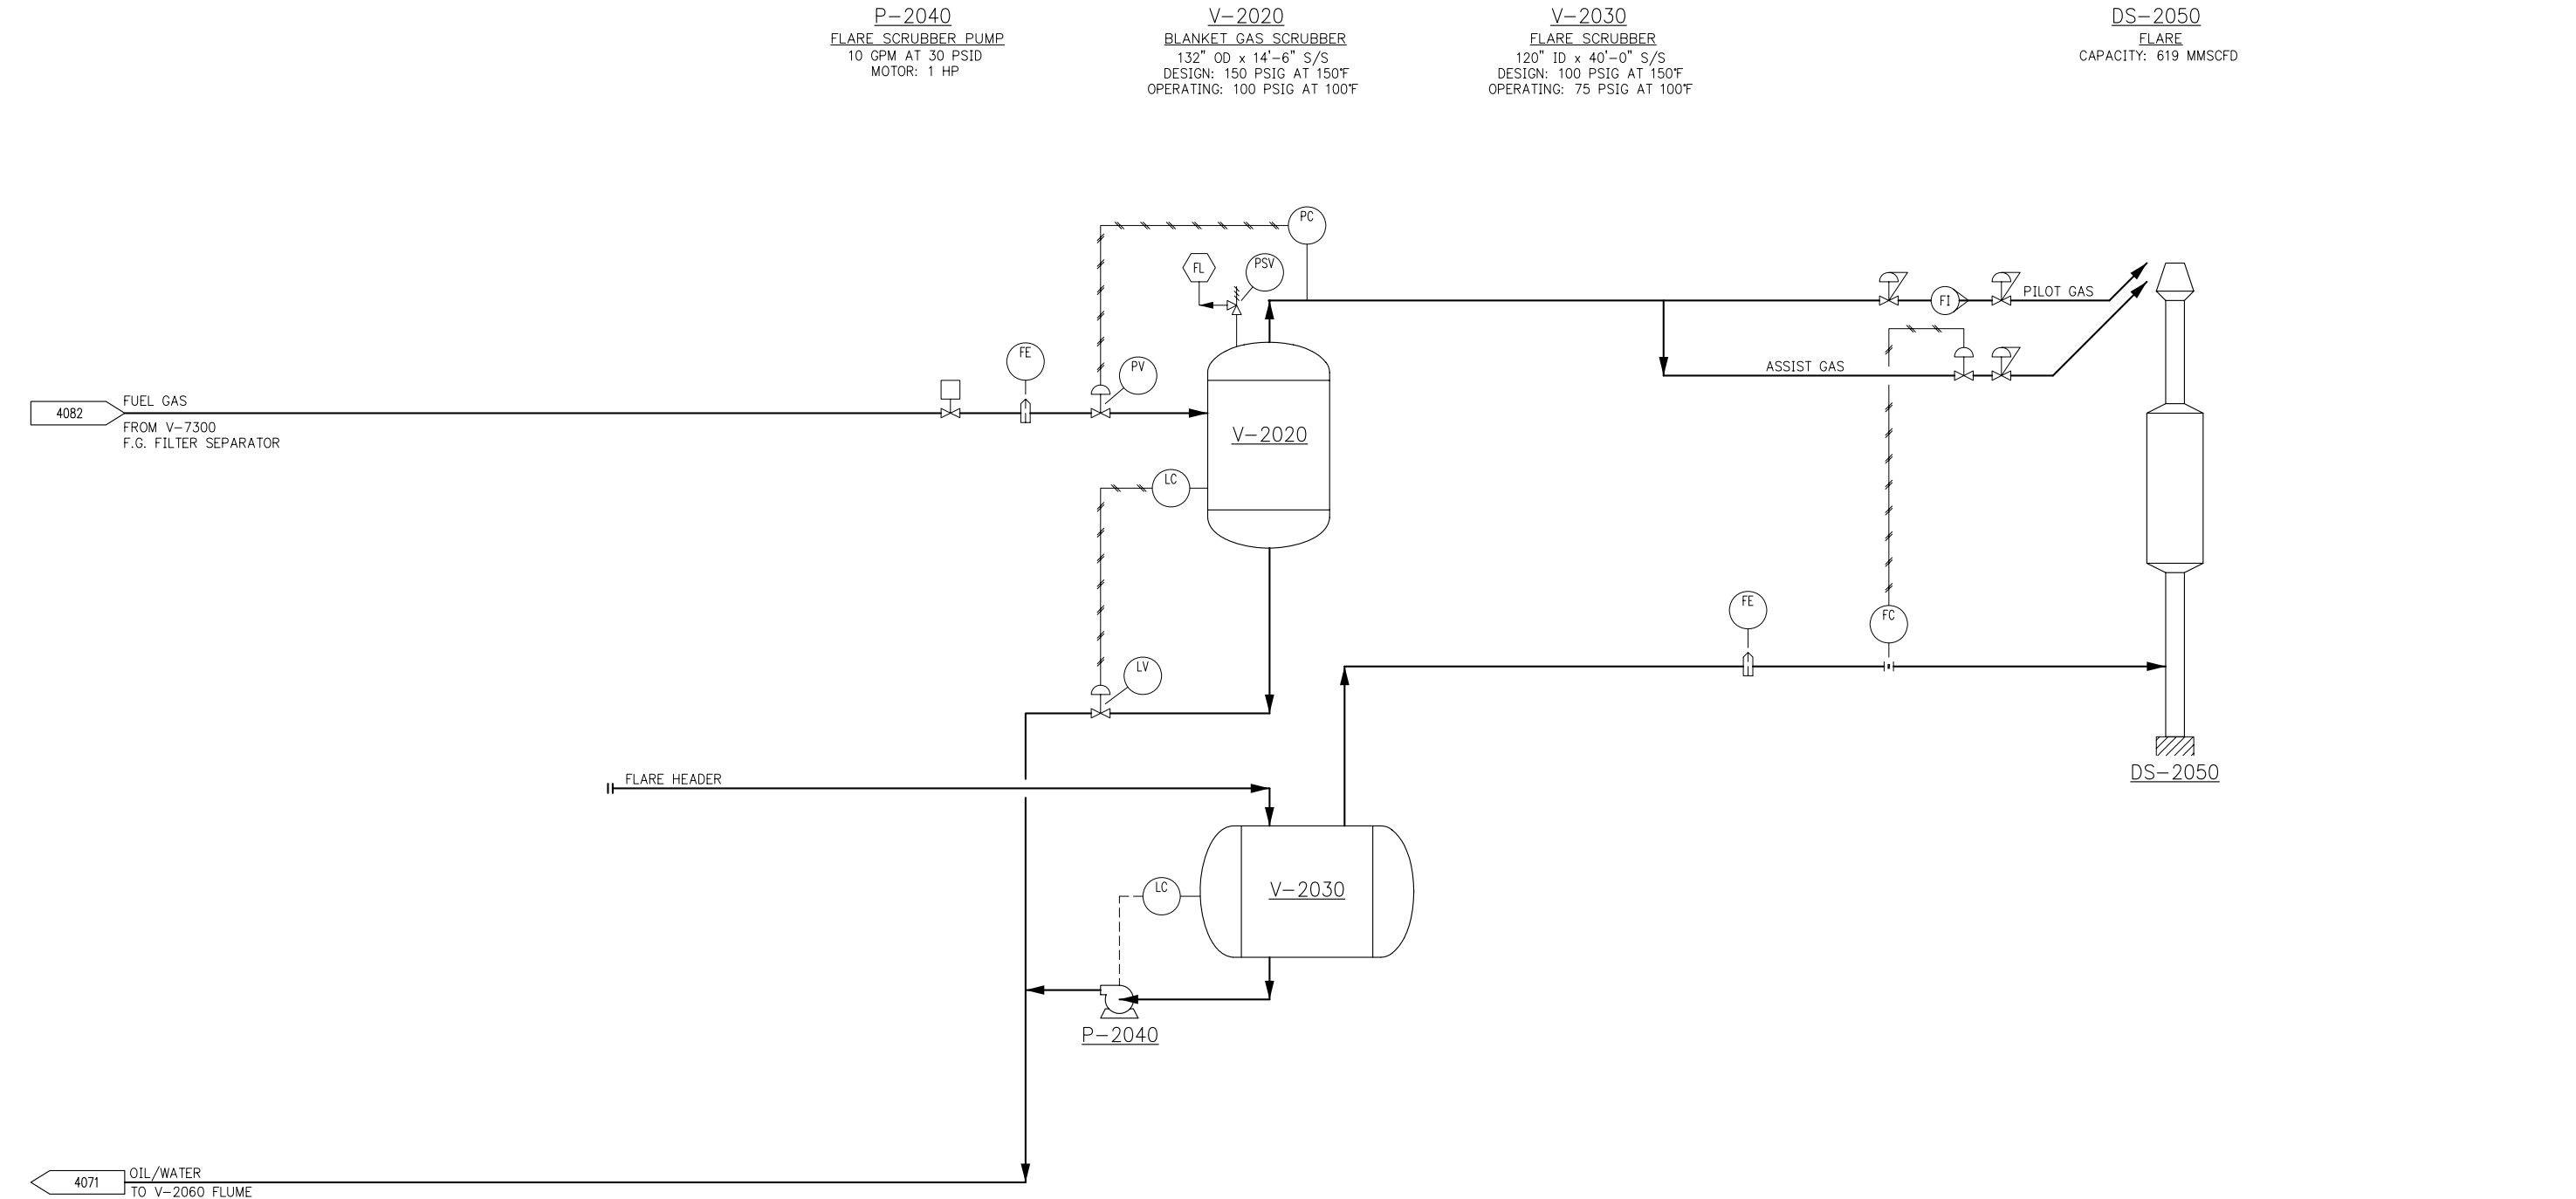 P-2040
FLARE SCRUBBER PUMP
10 GPM AT 30 PSID
MOTOR: 1 HP
V-2020
BLANKET GAS SCRUBBER
132" OD x 14'-6" S/S
DESIGN: 150 PSIG AT 150°F
OPERATING: 100 PSIG AT 100°F
V-2030
FLARE SCRUBBER
120" ID x 40'-0" S/S
DESIGN: 100 PSIG AT 150°F
OPERATING: 75 PSIG AT 100°F
DS-2050
FLARE
CAPACITY: 619 MMSCFD
PC
FL
PSV
FI
PILOT GAS
FE
PV
ASSIST GAS
4082
FUEL GAS
FROM V-7300
F.G. FILTER SEPARATOR
V-2020
LC
FE
FC
LV
DS-2050
FLARE HEADER
V-2030
LC
P-2040
4071
OIL/WATER
TO V-2060 FLUME